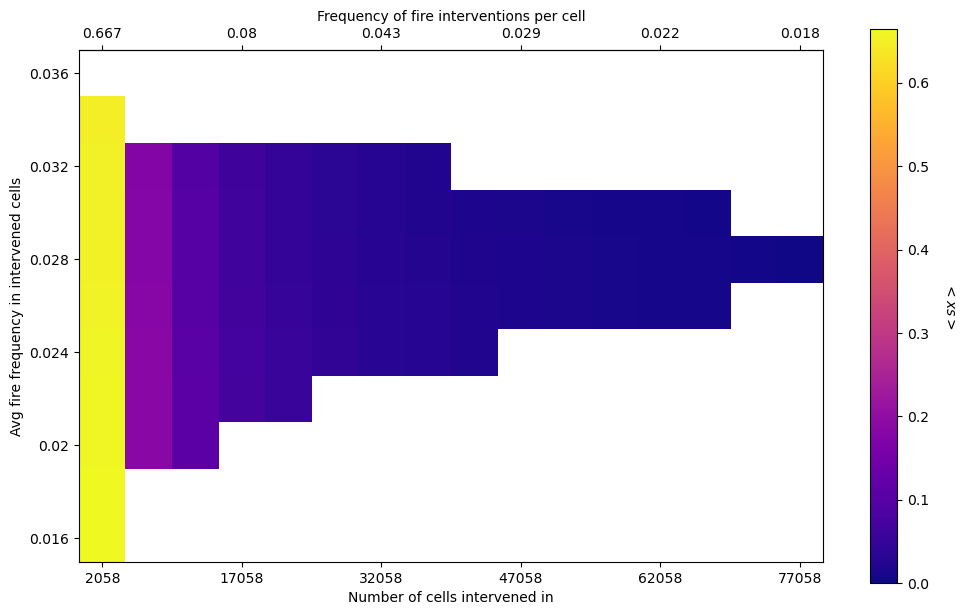 Frequency of fire interventions per cell
0.667 0.08 0.043 0.029 0.022 0.018
0.036
0.032
0.028
0.024
0.02
0.016
Avg fire frequency in intervened cells
2058 17058 32058 47058 62058 77058
Number of cells intervened in
0.6
0.5
0.4
0.3
0.2
0.1
0.0
< sx >